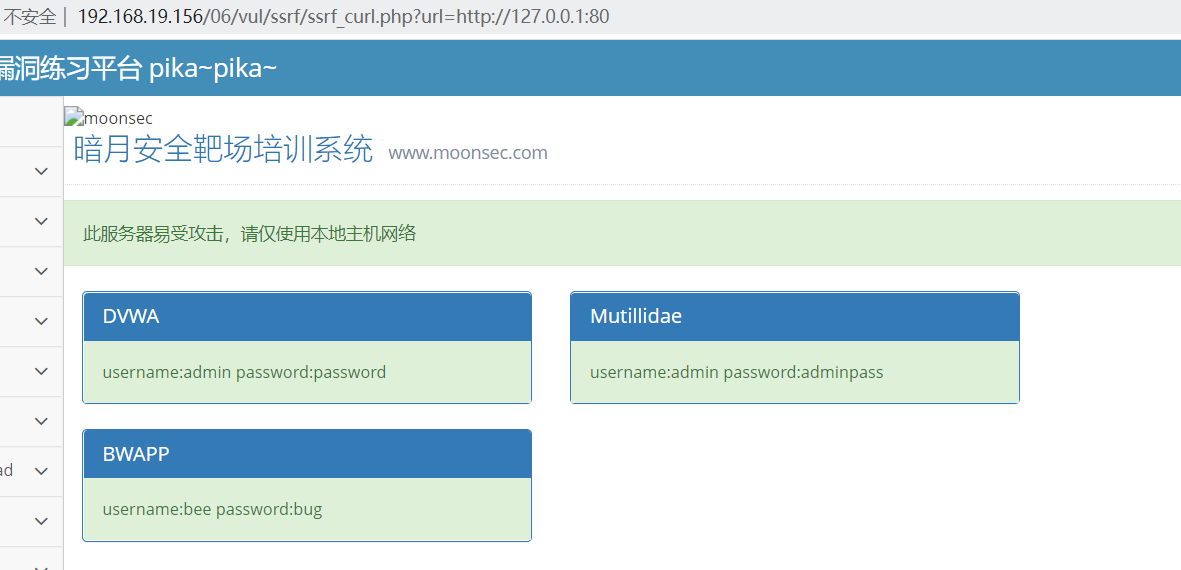 不安全 | 192.168.19.156/06/vul/ssrf/ssrf_curl.php?url=http://127.0.0.1:80
漏洞练习平台 pika~pika~
moonsec
暗月安全靶场培训系统 www.moonsec.com
此服务器易受攻击，请仅使用本地主机网络
DVWA
username:admin password:password
Mutillidae
username:admin password:adminpass
BWAPP
username:bee password:bug
ad